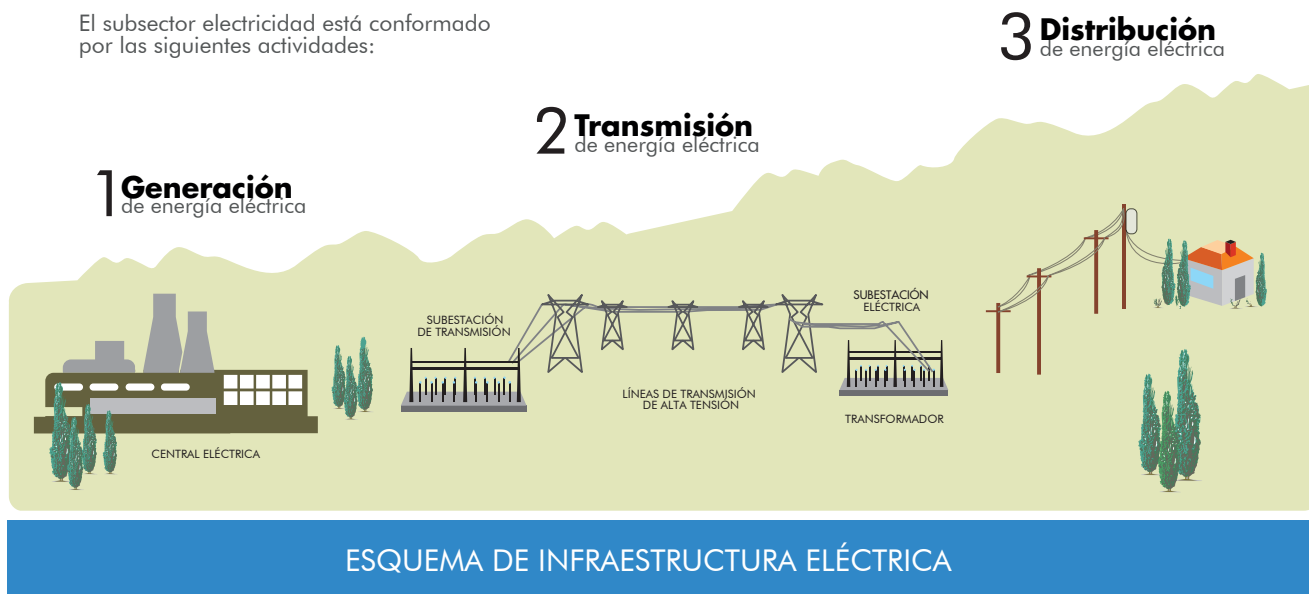 El subsector electricidad está conformado
por las siguientes actividades:
1 Generación
de energía eléctrica
2 Transmisión
de energía eléctrica
3 Distribución
de energía eléctrica
CENTRAL ELÉCTRICA
SUBESTACIÓN
DE TRANSMISIÓN
LÍNEAS DE TRANSMISIÓN
DE ALTA TENSIÓN
SUBESTACIÓN
ELÉCTRICA
TRANSFORMADOR
ESQUEMA DE INFRAESTRUCTURA ELÉCTRICA